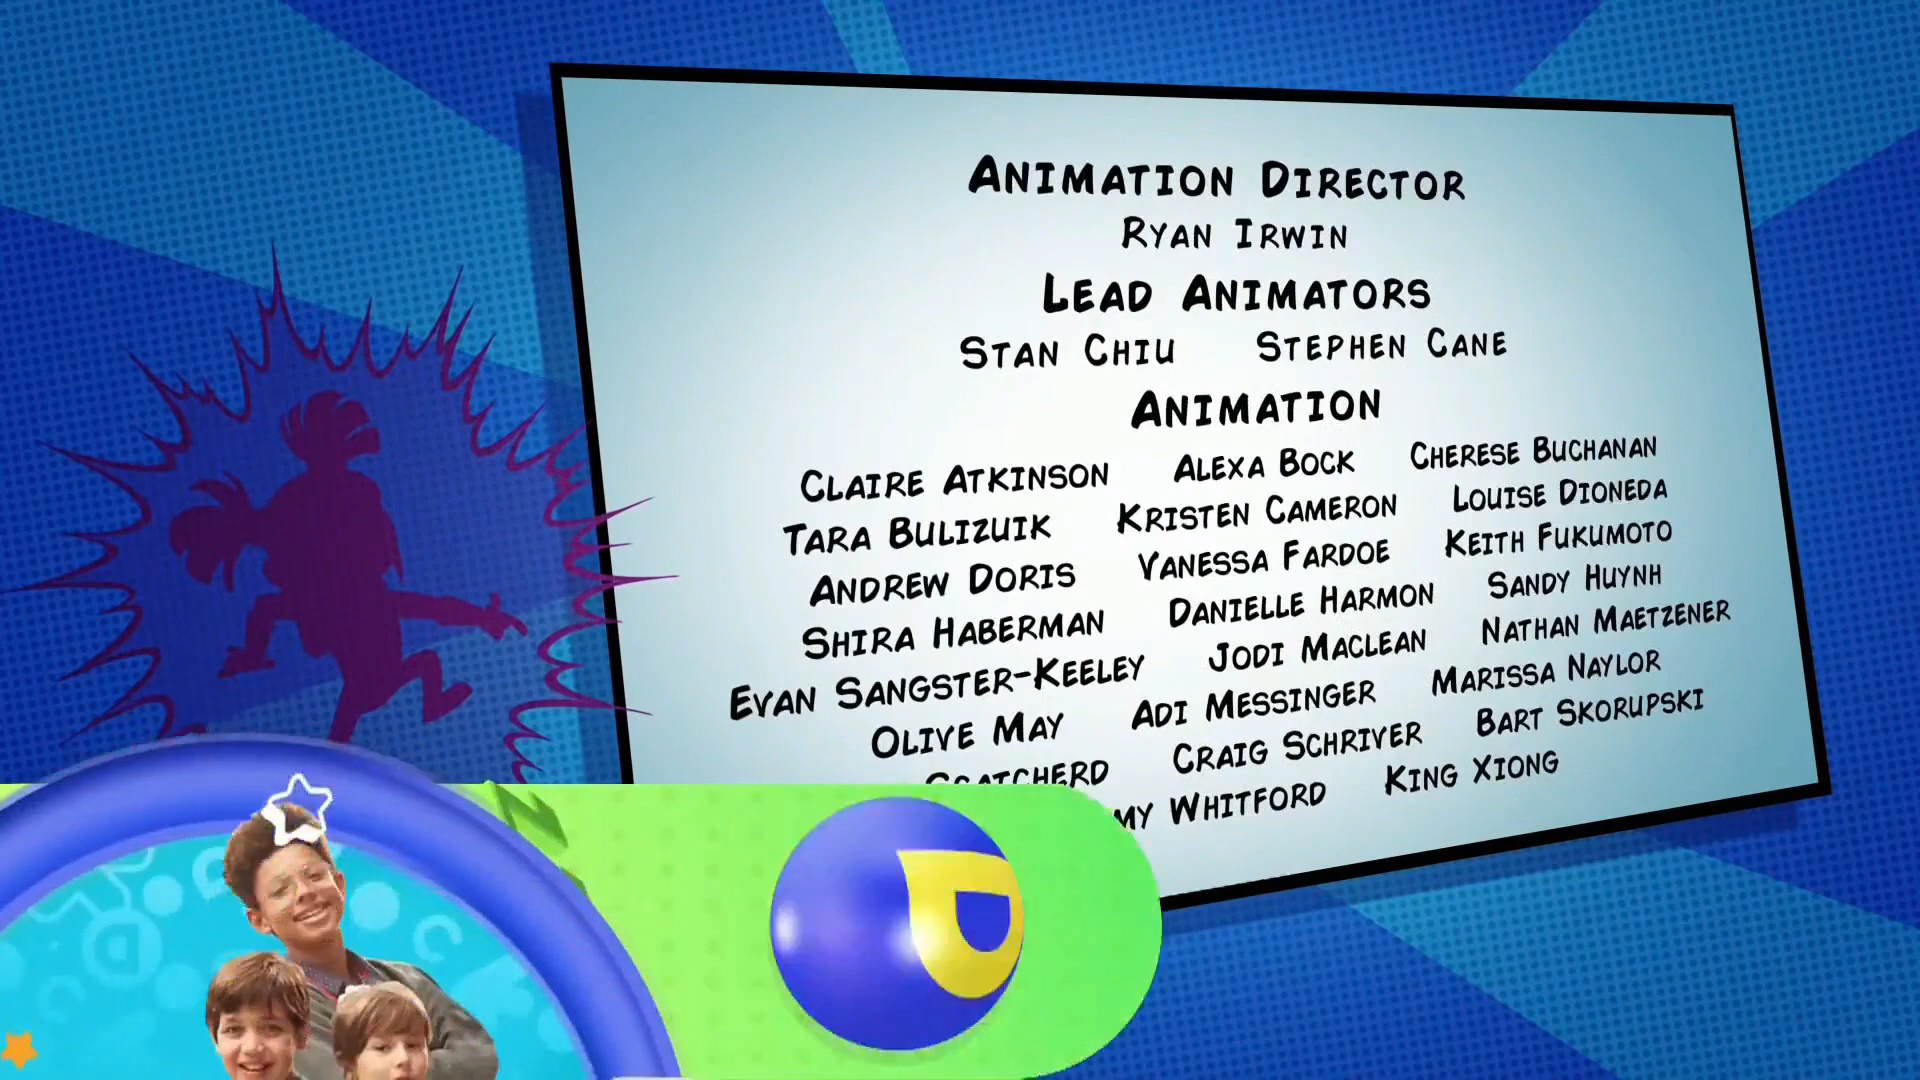 ANIMATION DIRECTOR
RYAN IRWIN
LEAD ANIMATORS
STAN CHIU STEPHEN CANE
ANIMATION
CLAIRE ATKINSON ALEXA BOCK CHERESE BUCHANAN
TARA BULIZUIK KRISTEN CAMERON LOUISE DIONEDA
ANDREW DORIS VANESSA FARDOE KEITH FUKUMOTO
SHIRA HABERMAN DANIELLE HARMON SANDY HUYNH
EVAN SANGSTER-KEELEY JODI MACLEAN NATHAN MAETZENER
OLIVE MAY ADI MESSINGER MARISSA NAYLOR
SCATCHERD CRAIG SCHRIVER BART SKORUPSKI
WHITFORD KING XIONG